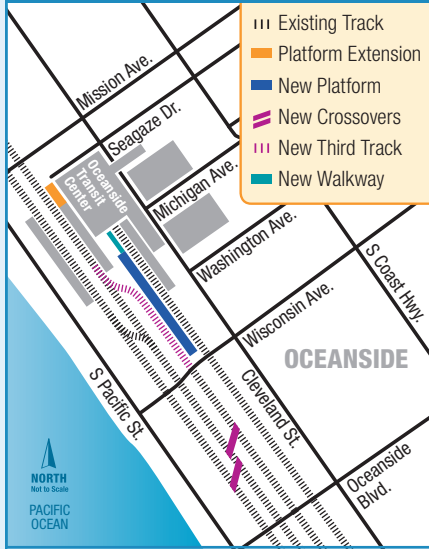 Existing Track
Platform Extension
New Platform
New Crossovers
New Third Track
New Walkway
Mission Ave.
Seagaze Dr.
Oceanside
Transit
Center
Michigan Ave.
Washington Ave.
S Coast Hwy.
Wisconsin Ave.
OCEANSIDE
S Pacific St.
Cleveland St.
Oceanside
Blvd.
NORTH
Not to Scale
PACIFIC
OCEAN